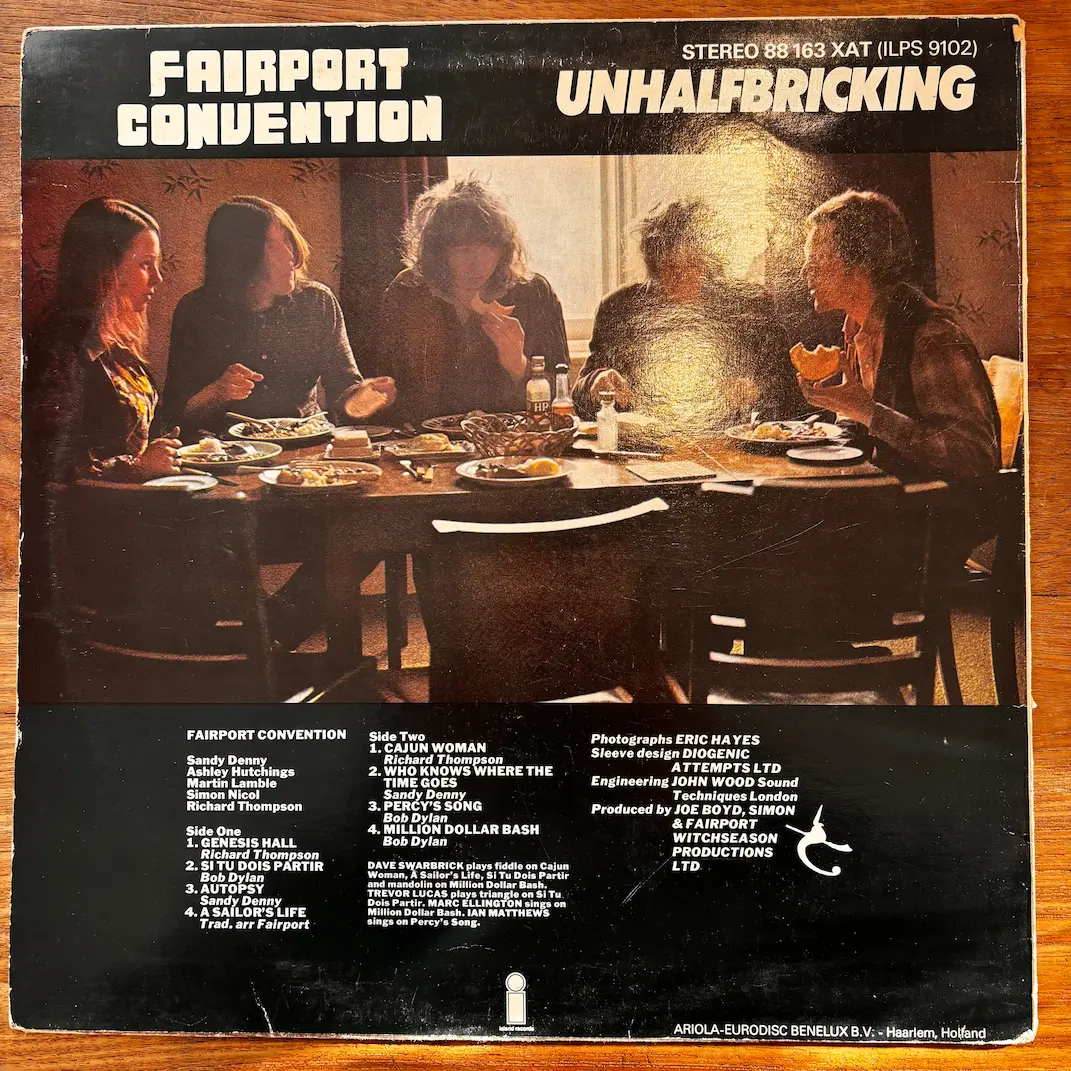 FAIRPORT
CONVENTION
STEREO 88 163 XAT (ILPS 9102)
UNHALFBRICKING
HP
FAIRPORT CONVENTION
Sandy Denny
Ashley Hutchings
Martin Lamble
Simon Nicol
Richard Thompson
Side One
1. GENESIS HALL
Richard Thompson
2. SI TU DOIS PARTIR
Bob Dylan
3. AUTOPSY
Sandy Denny
4. A SAILOR'S LIFE
Trad. arr Fairport
Side Two
1. CAJUN WOMAN
Richard Thompson
2. WHO KNOWS WHERE THE
TIME GOES
Sandy Denny
3. PERCY'S SONG
Bob Dylan
4. MILLION DOLLAR BASH
Bob Dylan
DAVE SWARBRICK plays fiddle on Cajun
Woman, A Sailor's Life, Si Tu Dois Partir
and mandolin on Million Dollar Bash.
TREVOR LUCAS plays triangle on Si Tu
Dois Partir. MARC ELLINGTON sings on
Million Dollar Bash. IAN MATTHEWS
sings on Percy's Song.
Photographs ERIC HAYES
Sleeve design DIOGENIC
ATTEMPTS LTD
Engineering JOHN WOOD Sound
Techniques London
Produced by JOE BOYD, SIMON
& FAIRPORT
WITCHSEASON
PRODUCTIONS
LTD
island records
ARIOLA-EURODISC BENELUX B.V. - Haarlem, Holland